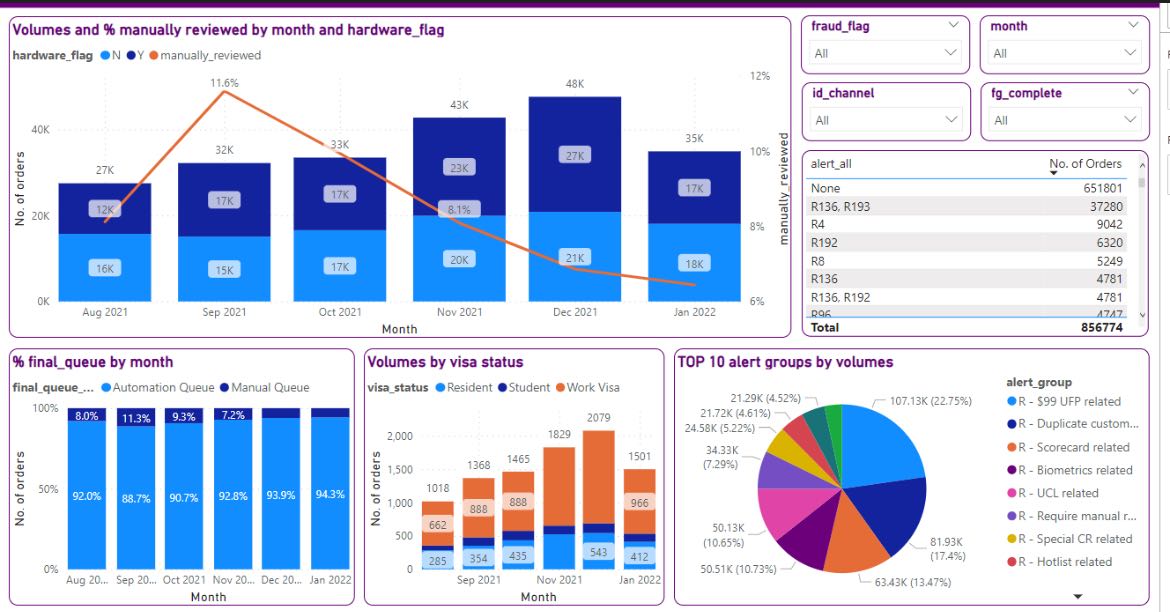 Volumes and % manually reviewed by month and hardware_flag
hardware_flag N Y manually_reviewed
No. of orders
40K
20K
0K
12%
10%
8%
6%
manually_reviewed
27K
11.6%
32K
33K
43K
48K
35K
12K
17K
17K
23K
27K
17K
8.1%
16K
15K
17K
20K
21K
18K
Aug 2021 Sep 2021 Oct 2021 Nov 2021 Dec 2021 Jan 2022
Month
fraud_flag
All
month
All
id_channel
All
fg_complete
All
alert_all No. of Orders
None 651801
R136, R193 37280
R4 9042
R192 6320
R8 5249
R136 4781
R136, R192 4781
R96 4747
Total 856774
% final_queue by month
final_queue_... Automation Queue Manual Queue
No. of orders
100%
50%
0%
8.0% 11.3% 9.3% 7.2%
92.0% 88.7% 90.7% 92.8% 93.9% 94.3%
Aug 20... Sep 20... Oct 2021 Nov 20... Dec 20... Jan 2022
Month
Volumes by visa status
visa_status Resident Student Work Visa
No. of orders
2,000
1,500
1,000
500
0
1018
1368
1465
1829
2079
1501
662
888
888
966
285
354
435
543
412
Sep 2021 Nov 2021 Jan 2022
Month
TOP 10 alert groups by volumes
107.13K (22.75%)
81.93K
(17.4%)
63.43K (13.47%)
50.51K (10.73%)
50.13K
(10.65%)
34.33K
(7.29%)
24.58K (5.22%)
21.72K (4.61%)
21.29K (4.52%)
alert_group
R - $99 UFP related
R - Duplicate custom...
R - Scorecard related
R - Biometrics related
R - UCL related
R - Require manual r...
R - Special CR related
R - Hotlist related